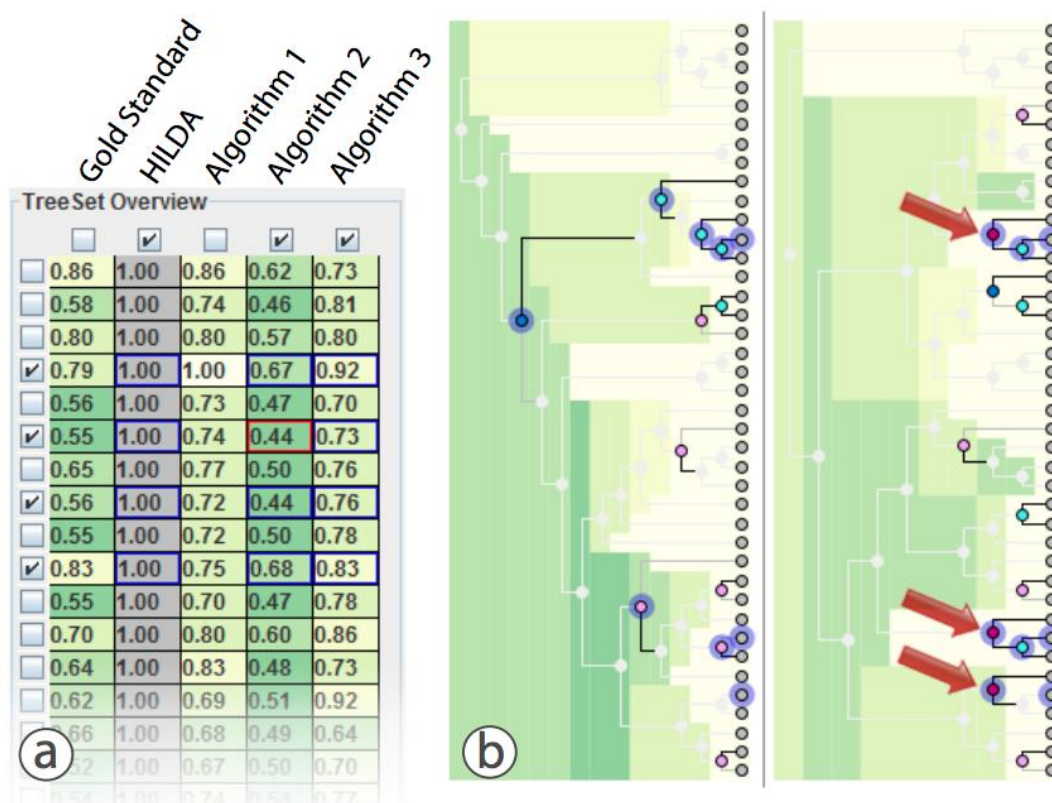 Gold Standard
HILDA
Algorithm 1
Algorithm 2
Algorithm 3
TreeSet Overview
0.86 1.00 0.86 0.62 0.73
0.58 1.00 0.74 0.46 0.81
0.80 1.00 0.80 0.57 0.80
0.79 1.00 1.00 0.67 0.92
0.56 1.00 0.73 0.47 0.70
0.55 1.00 0.74 0.44 0.73
0.65 1.00 0.77 0.50 0.76
0.56 1.00 0.72 0.44 0.76
0.55 1.00 0.72 0.50 0.78
0.83 1.00 0.75 0.68 0.83
0.55 1.00 0.70 0.47 0.78
0.70 1.00 0.80 0.60 0.86
0.64 1.00 0.83 0.48 0.73
0.62 1.00 0.69 0.51 0.92
1.00 0.68 0.49 0.64
1.00 0.67 0.50 0.70
1.00 0.74 0.54 0.77
a
b